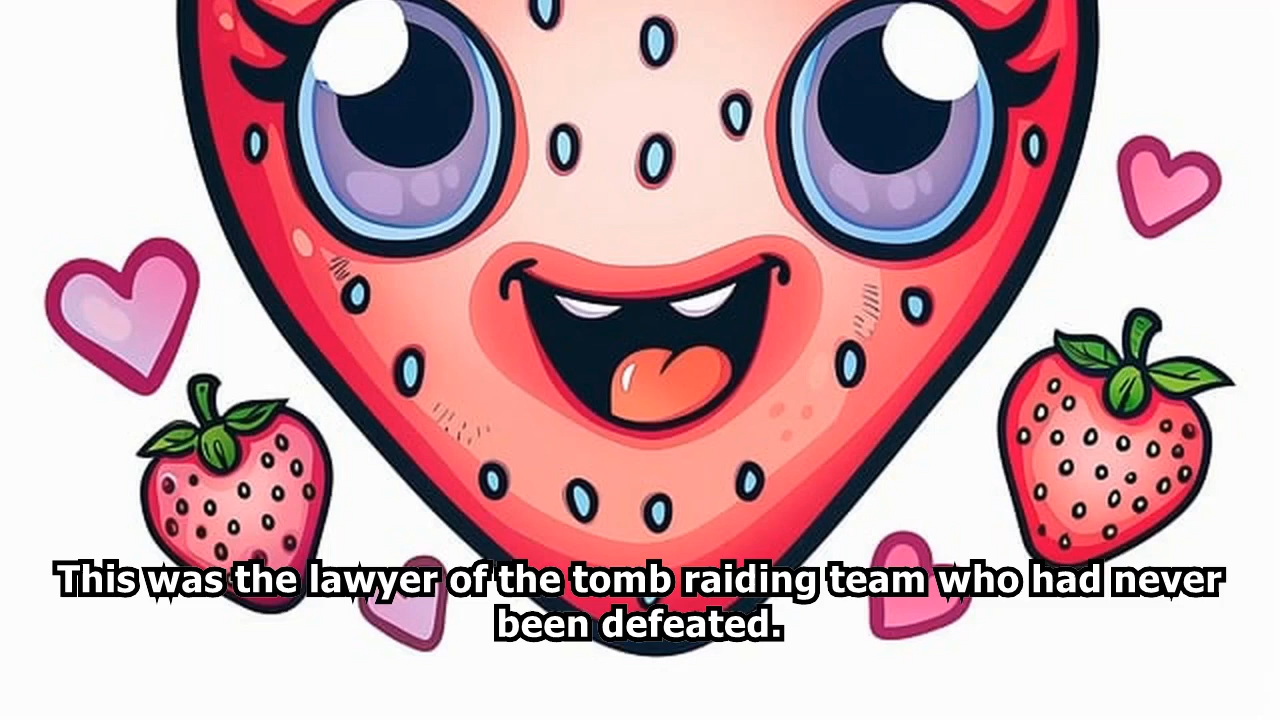 This was the lawyer of the tomb raiding team who had never
been defeated.